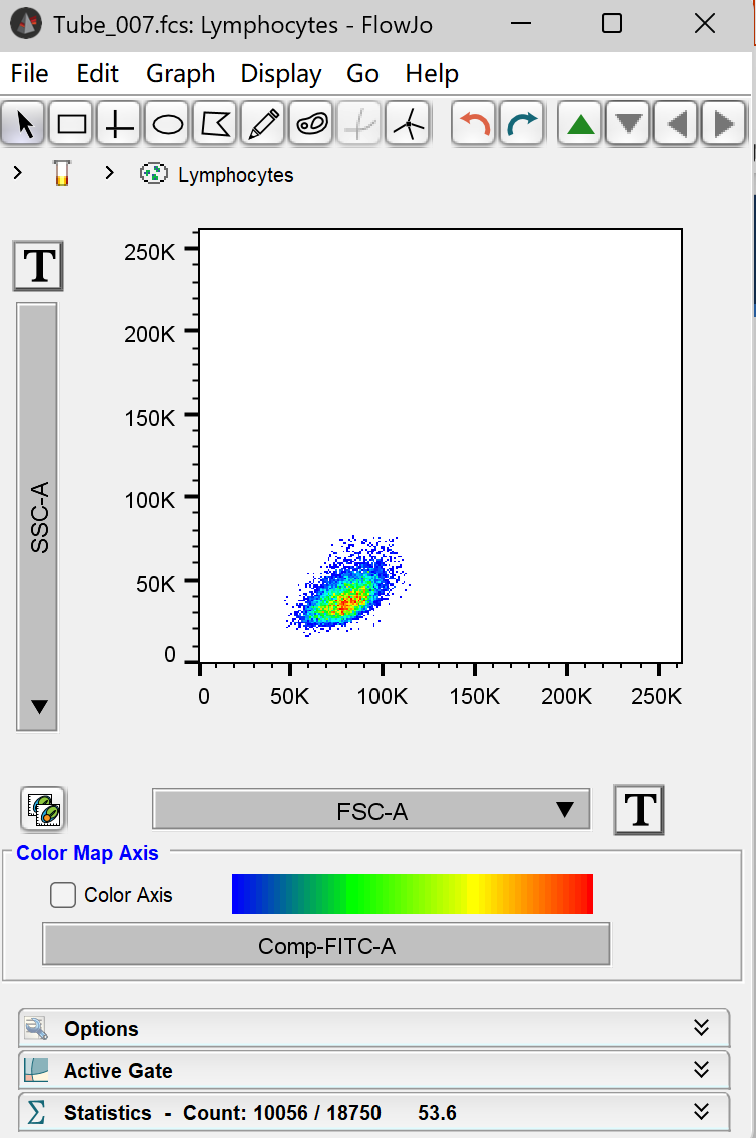 Tube_007.fcs: Lymphocytes - FlowJo
File Edit Graph Display Go Help
Lymphocytes
T
250K
200K
150K
100K
50K
0
SSC-A
0 50K 100K 150K 200K 250K
FSC-A
T
Color Map Axis
Color Axis
Comp-FITC-A
Options
Active Gate
Statistics - Count: 10056 / 18750 53.6